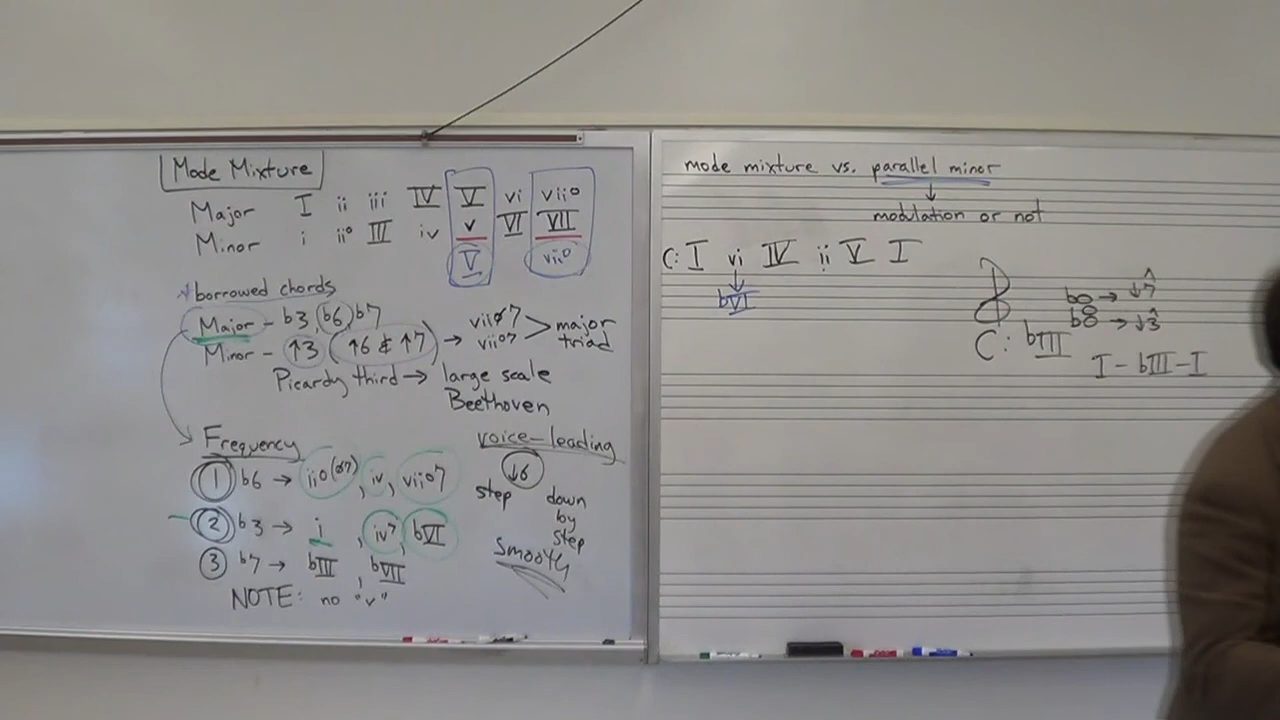 Mode Mixture
Major I ii iii IV V vi vii°
Minor i ii° III iv v VI VII
V vii°
borrowed chords
Major - b3, b6, b7
Minor - ↑3 (↑6 & ↑7) → viiø7 vii°7 > major triad
Picardy third → large scale
Beethoven
Frequency
1 b6 → ii°(ø7), iv, vii°7
2 b3 → i, iv7, bVI
3 b7 → bIII, bVII
NOTE: no "v"
voice-leading
↓6
step down
by
step
smooth
mode mixture vs. parallel minor
↓
modulation or not
C: I vi IV ii V I
↓
bVI
b → ↓7̂
b → ↓3̂
C: bIII
I - bIII - I